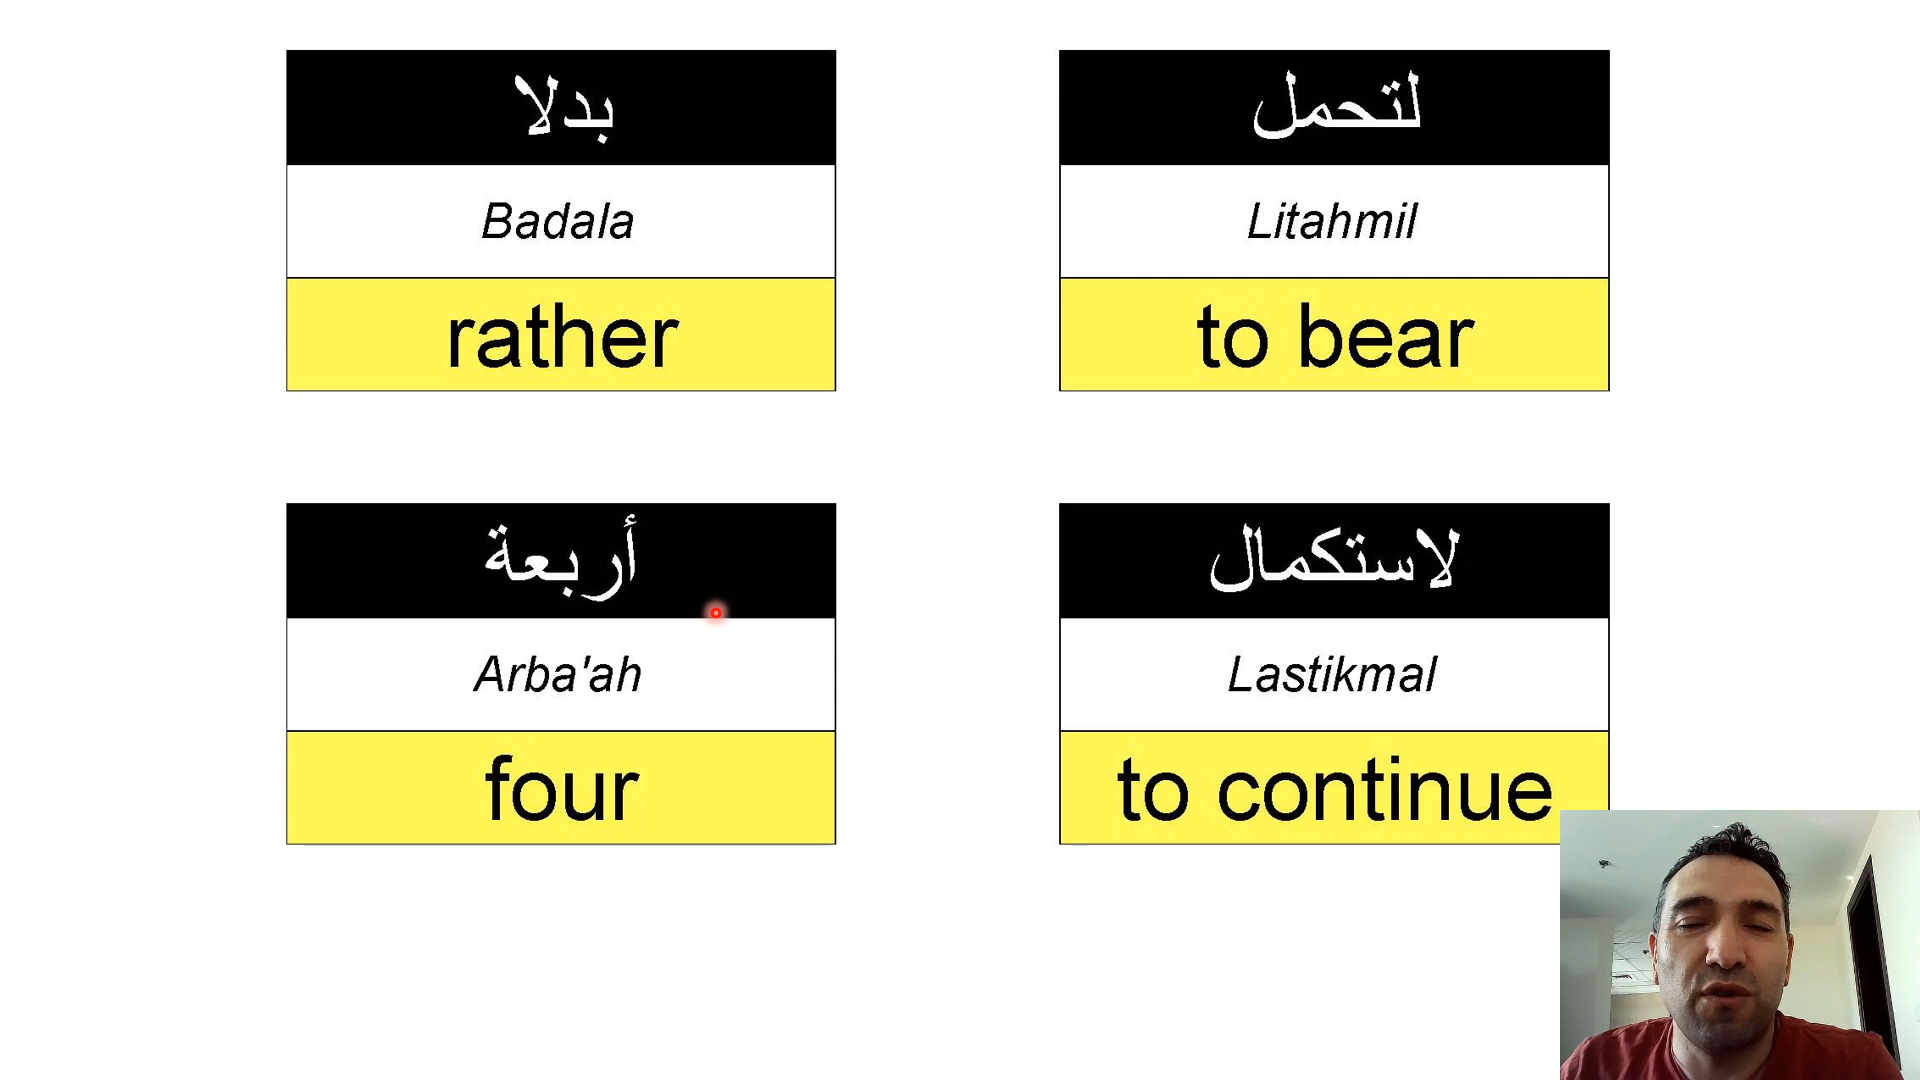 بدلا
Badala
rather
لتحمل
Litahmil
to bear
أربعة
Arba'ah
four
لاستكمال
Lastikmal
to continue